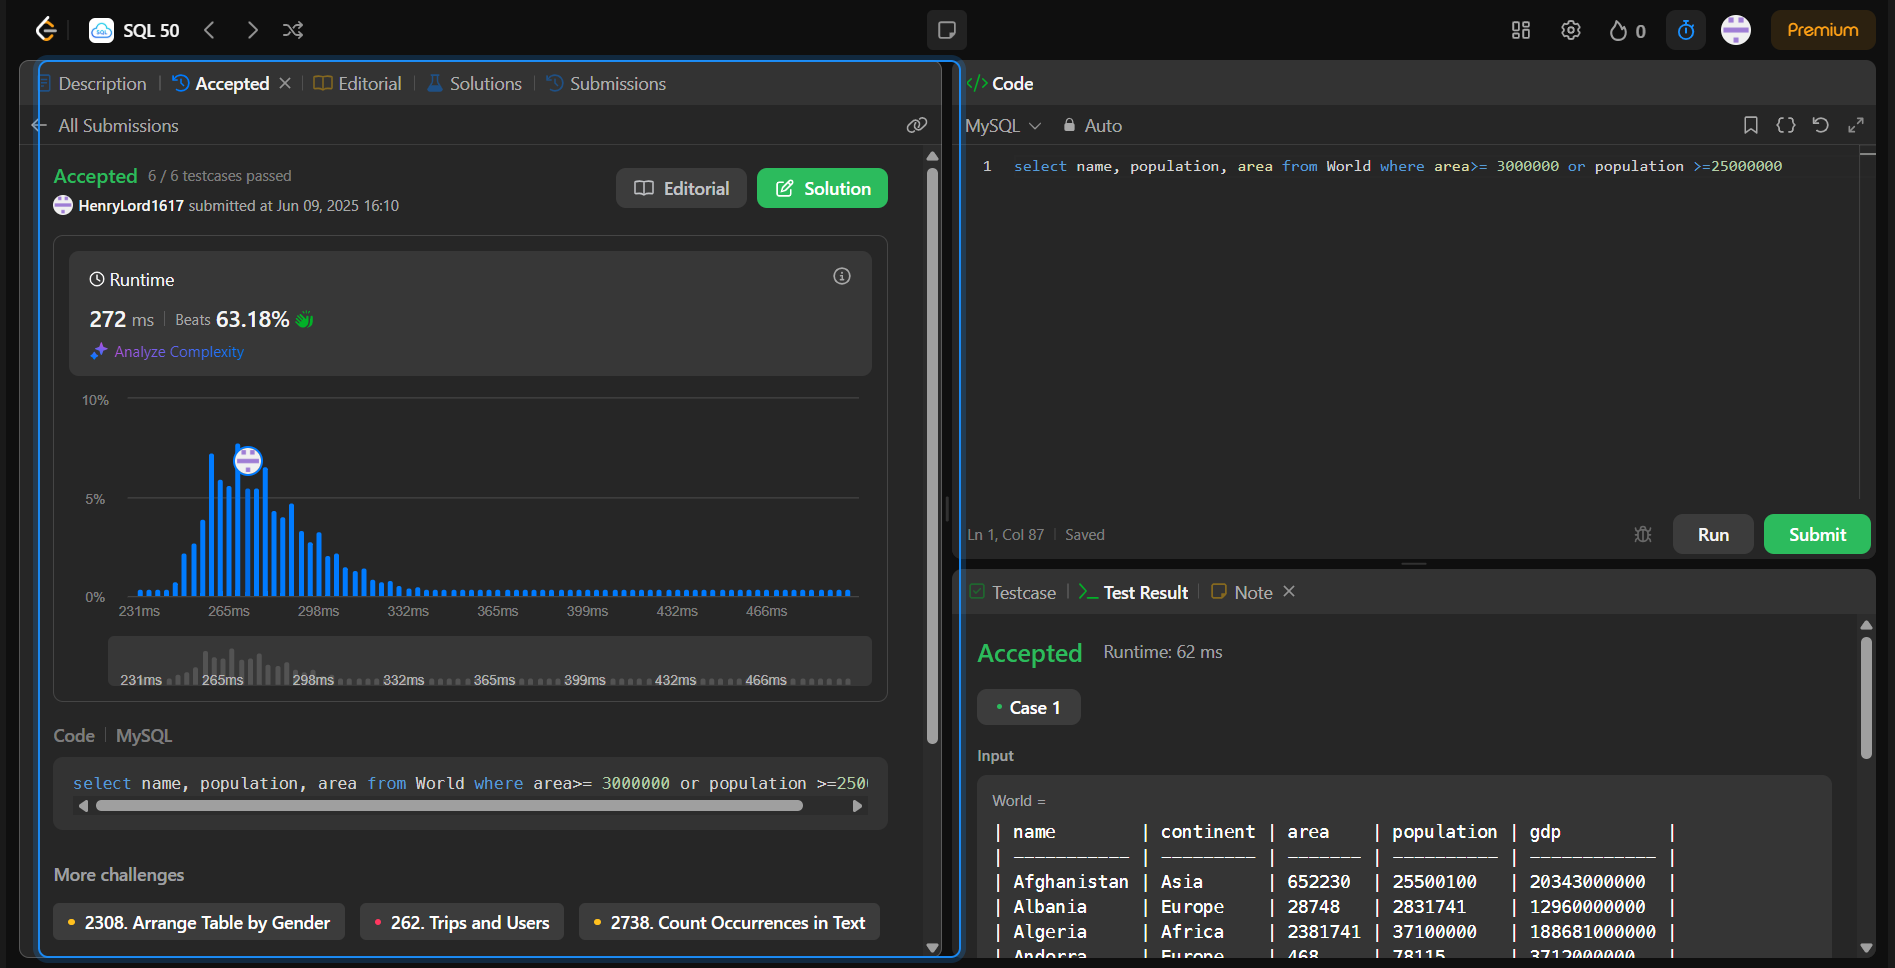 SQL 50
0
Premium
Description
Accepted
Editorial
Solutions
Submissions
All Submissions
Accepted 6 / 6 testcases passed
HenryLord1617 submitted at Jun 09, 2025 16:10
Editorial
Solution
Runtime
272 ms Beats 63.18%
Analyze Complexity
10%
5%
0%
231ms 265ms 298ms 332ms 365ms 399ms 432ms 466ms
231ms 265ms 298ms 332ms 365ms 399ms 432ms 466ms
Code MySQL
select name, population, area from World where area>= 3000000 or population >=250
More challenges
2308. Arrange Table by Gender
262. Trips and Users
2738. Count Occurrences in Text
</> Code
MySQL Auto
1 select name, population, area from World where area>= 3000000 or population >=25000000
Ln 1, Col 87 Saved
Run
Submit
Testcase
Test Result
Note
Accepted Runtime: 62 ms
Case 1
Input
World =
| name | continent | area | population | gdp |
| ----------- | --------- | ------- | ---------- | ------------ |
| Afghanistan | Asia | 652230 | 25500100 | 20343000000 |
| Albania | Europe | 28748 | 2831741 | 12960000000 |
| Algeria | Africa | 2381741 | 37100000 | 188681000000 |
| Andorra | Europe | 468 | 78115 | 3712000000 |